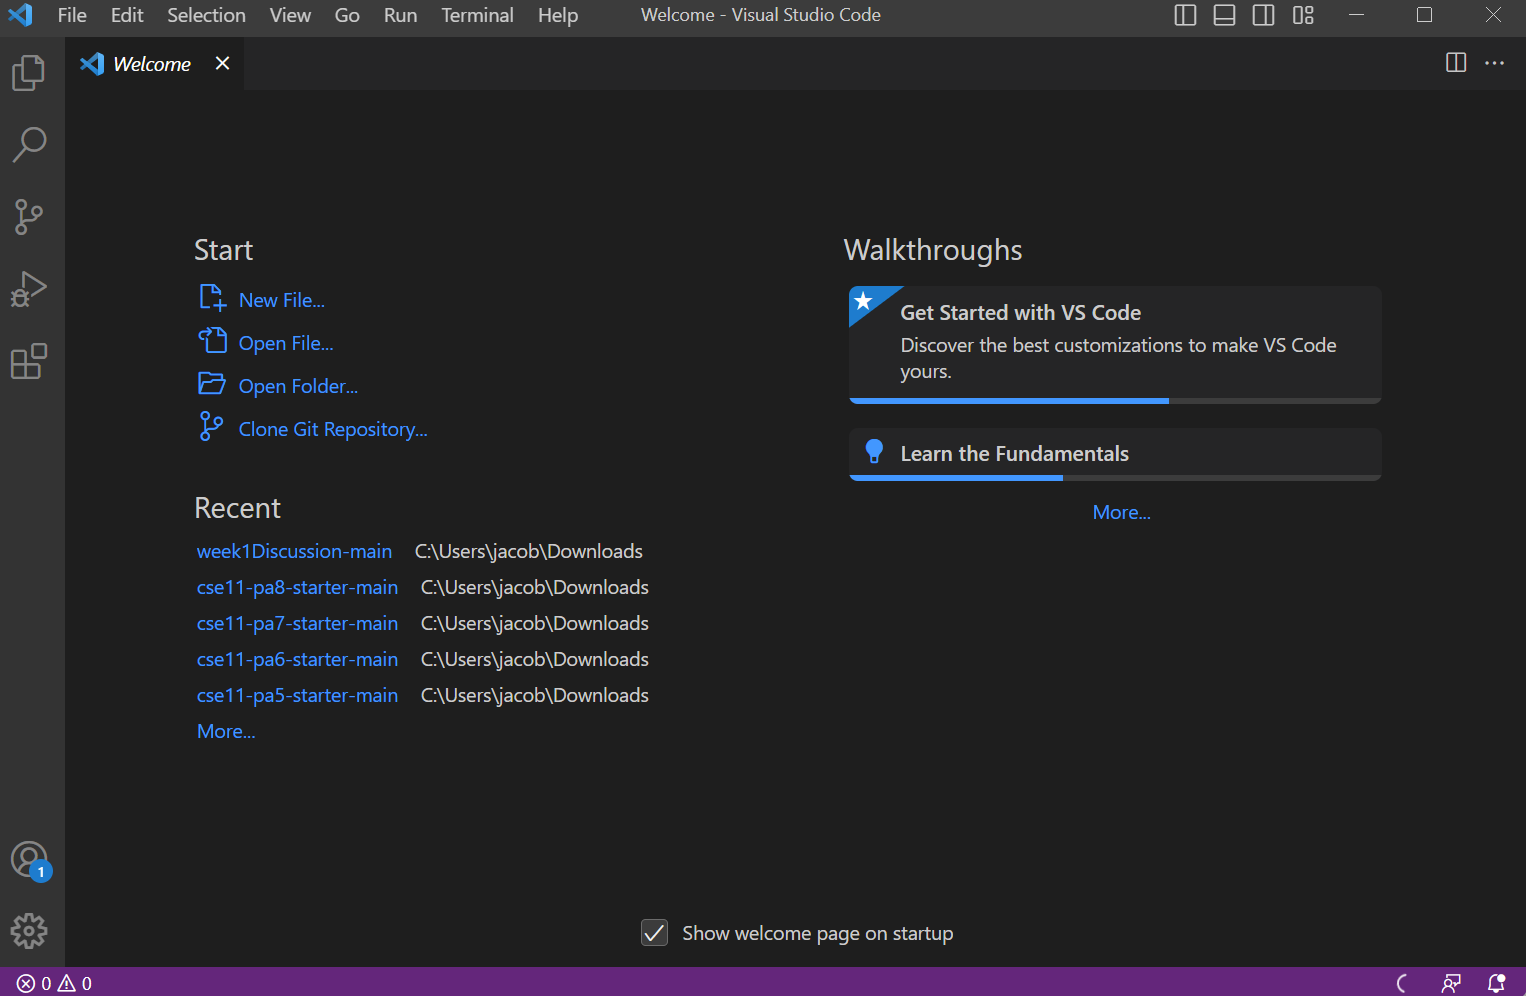 File Edit Selection View Go Run Terminal Help Welcome - Visual Studio Code
Welcome
Start
New File...
Open File...
Open Folder...
Clone Git Repository...
Recent
week1Discussion-main C:\Users\jacob\Downloads
cse11-pa8-starter-main C:\Users\jacob\Downloads
cse11-pa7-starter-main C:\Users\jacob\Downloads
cse11-pa6-starter-main C:\Users\jacob\Downloads
cse11-pa5-starter-main C:\Users\jacob\Downloads
More...
Walkthroughs
Get Started with VS Code
Discover the best customizations to make VS Code
yours.
Learn the Fundamentals
More...
1
Show welcome page on startup
0 0